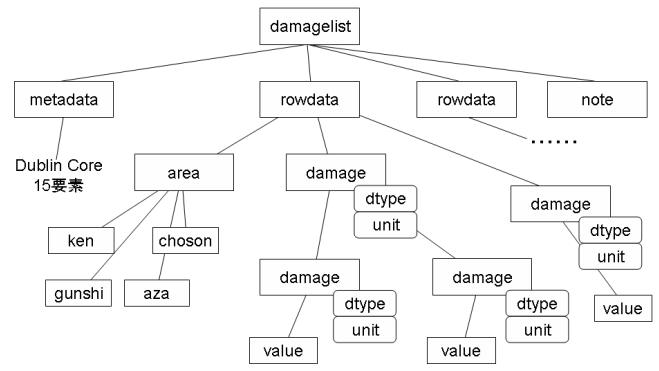 damagelist
metadata
rowdata
rowdata
note
Dublin Core
15要素
......
area
damage
dtype
unit
damage
dtype
unit
ken
choson
gunshi
aza
damage
dtype
unit
damage
dtype
unit
value
value
value